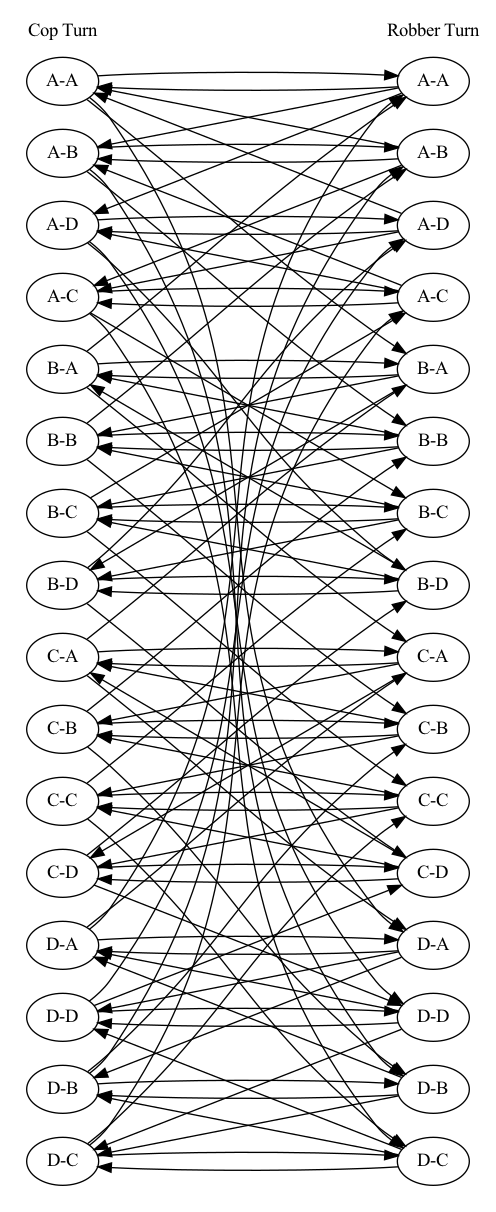 Cop Turn Robber Turn
A-A A-A
A-B A-B
A-D A-D
A-C A-C
B-A B-A
B-B B-B
B-C B-C
B-D B-D
C-A C-A
C-B C-B
C-C C-C
C-D C-D
D-A D-A
D-D D-D
D-B D-B
D-C D-C